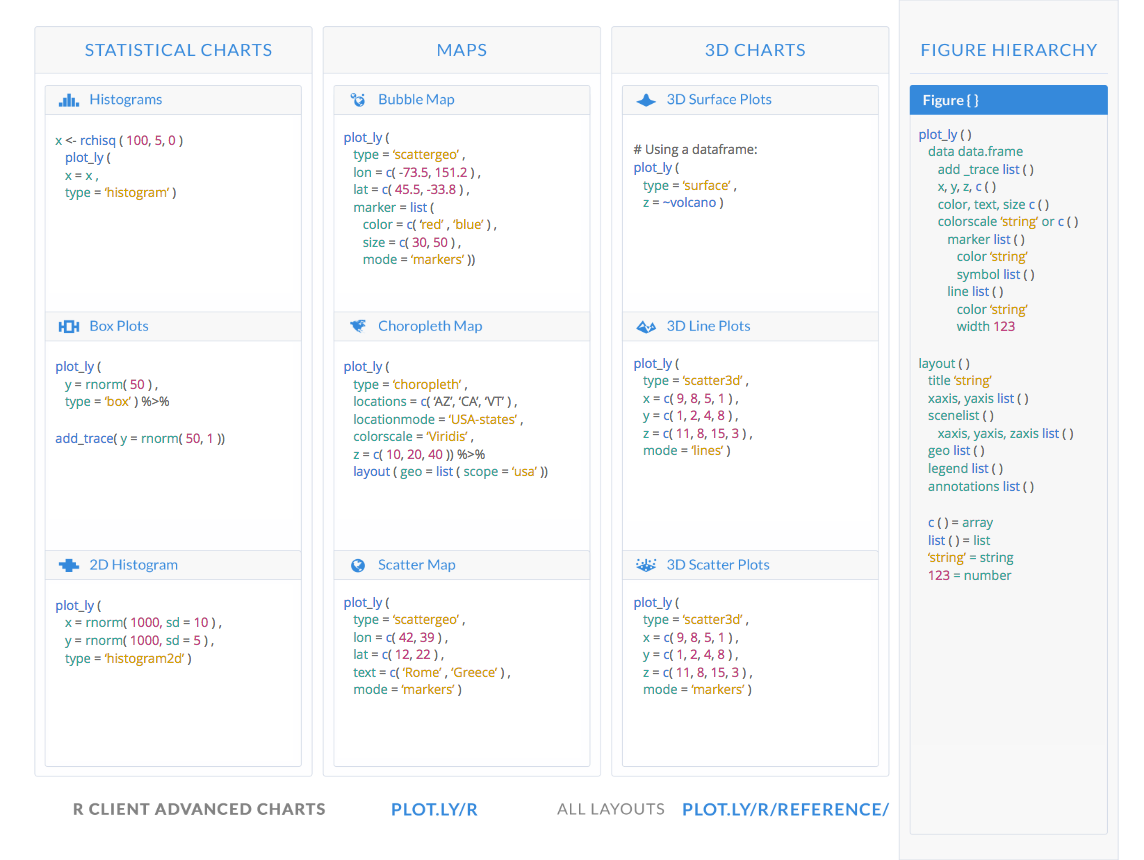 STATISTICAL CHARTS
Histograms
x <- rchisq ( 100, 5, 0 )
plot_ly (
x = x ,
type = ‘histogram’ )
Box Plots
plot_ly (
y = rnorm( 50 ) ,
type = ‘box’ ) %>%
add_trace( y = rnorm( 50, 1 ))
2D Histogram
plot_ly (
x = rnorm( 1000, sd = 10 ) ,
y = rnorm( 1000, sd = 5 ) ,
type = ‘histogram2d’ )
MAPS
Bubble Map
plot_ly (
type = ‘scattergeo’ ,
lon = c( -73.5, 151.2 ) ,
lat = c( 45.5, -33.8 ) ,
marker = list (
color = c( ‘red’ , ‘blue’ ) ,
size = c( 30, 50 ) ,
mode = ‘markers’ ))
Choropleth Map
plot_ly (
type = ‘choropleth’ ,
locations = c( ‘AZ’, ‘CA’, ‘VT’ ) ,
locationmode = ‘USA-states’ ,
colorscale = ‘Viridis’ ,
z = c( 10, 20, 40 )) %>%
layout ( geo = list ( scope = ‘usa’ ))
Scatter Map
plot_ly (
type = ‘scattergeo’ ,
lon = c( 42, 39 ) ,
lat = c( 12, 22 ) ,
text = c( ‘Rome’ , ‘Greece’ ) ,
mode = ‘markers’ )
3D CHARTS
3D Surface Plots
# Using a dataframe:
plot_ly (
type = ‘surface’ ,
z = ~volcano )
3D Line Plots
plot_ly (
type = ‘scatter3d’ ,
x = c( 9, 8, 5, 1 ) ,
y = c( 1, 2, 4, 8 ) ,
z = c( 11, 8, 15, 3 ) ,
mode = ‘lines’ )
3D Scatter Plots
plot_ly (
type = ‘scatter3d’ ,
x = c( 9, 8, 5, 1 ) ,
y = c( 1, 2, 4, 8 ) ,
z = c( 11, 8, 15, 3 ) ,
mode = ‘markers’ )
FIGURE HIERARCHY
Figure { }
plot_ly ( )
data data.frame
add _trace list ( )
x, y, z, c ( )
color, text, size c ( )
colorscale ‘string’ or c ( )
marker list ( )
color ‘string’
symbol list ( )
line list ( )
color ‘string’
width 123
layout ( )
title ‘string’
xaxis, yaxis list ( )
scenelist ( )
xaxis, yaxis, zaxis list ( )
geo list ( )
legend list ( )
annotations list ( )
c ( ) = array
list ( ) = list
‘string’ = string
123 = number
R CLIENT ADVANCED CHARTS
PLOT.LY/R
ALL LAYOUTS
PLOT.LY/R/REFERENCE/